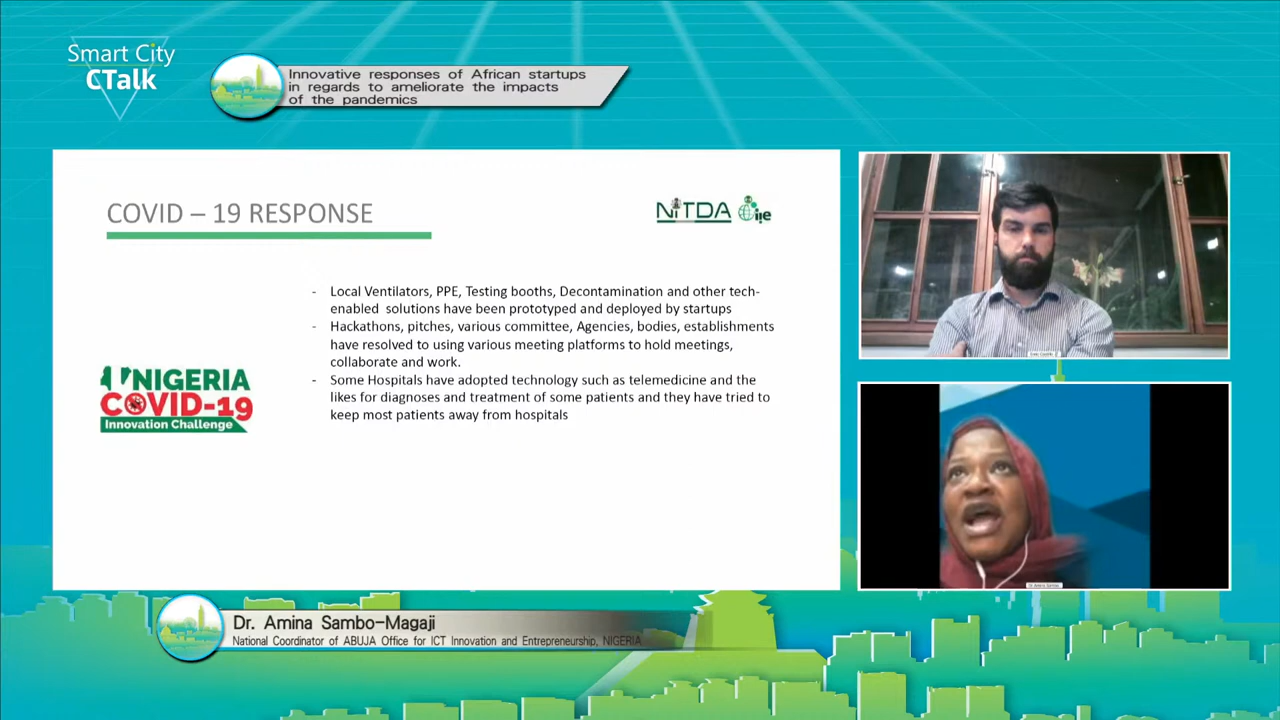 Smart City
CTalk
Innovative responses of African startups
in regards to ameliorate the impacts
of the pandemics
COVID – 19 RESPONSE
NiTDA
iie
- Local Ventilators, PPE, Testing booths, Decontamination and other tech-
enabled solutions have been prototyped and deployed by startups
- Hackathons, pitches, various committee, Agencies, bodies, establishments
have resolved to using various meeting platforms to hold meetings,
collaborate and work.
- Some Hospitals have adopted technology such as telemedicine and the
likes for diagnoses and treatment of some patients and they have tried to
keep most patients away from hospitals
NIGERIA
COVID-19
Innovation Challenge
Dr. Amina Sambo-Magaji
National Coordinator of ABUJA Office for ICT Innovation and Entrepreneurship, NIGERIA.